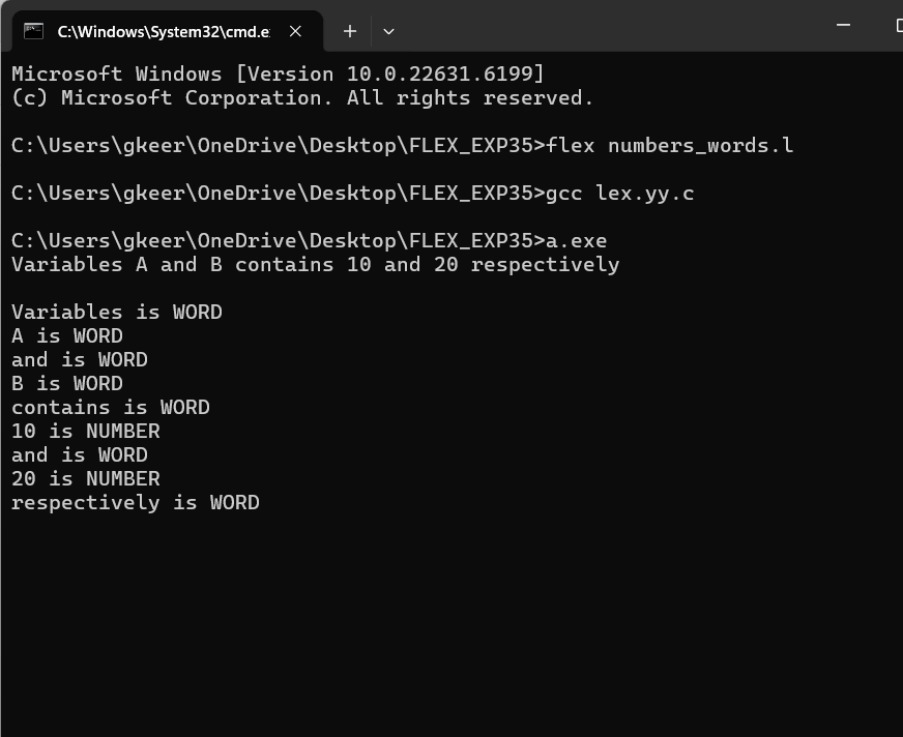 C:\Windows\System32\cmd.e
Microsoft Windows [Version 10.0.22631.6199]
(c) Microsoft Corporation. All rights reserved.
C:\Users\gkeer\OneDrive\Desktop\FLEX_EXP35>flex numbers_words.l
C:\Users\gkeer\OneDrive\Desktop\FLEX_EXP35>gcc lex.yy.c
C:\Users\gkeer\OneDrive\Desktop\FLEX_EXP35>a.exe
Variables A and B contains 10 and 20 respectively
Variables is WORD
A is WORD
and is WORD
B is WORD
contains is WORD
10 is NUMBER
and is WORD
20 is NUMBER
respectively is WORD